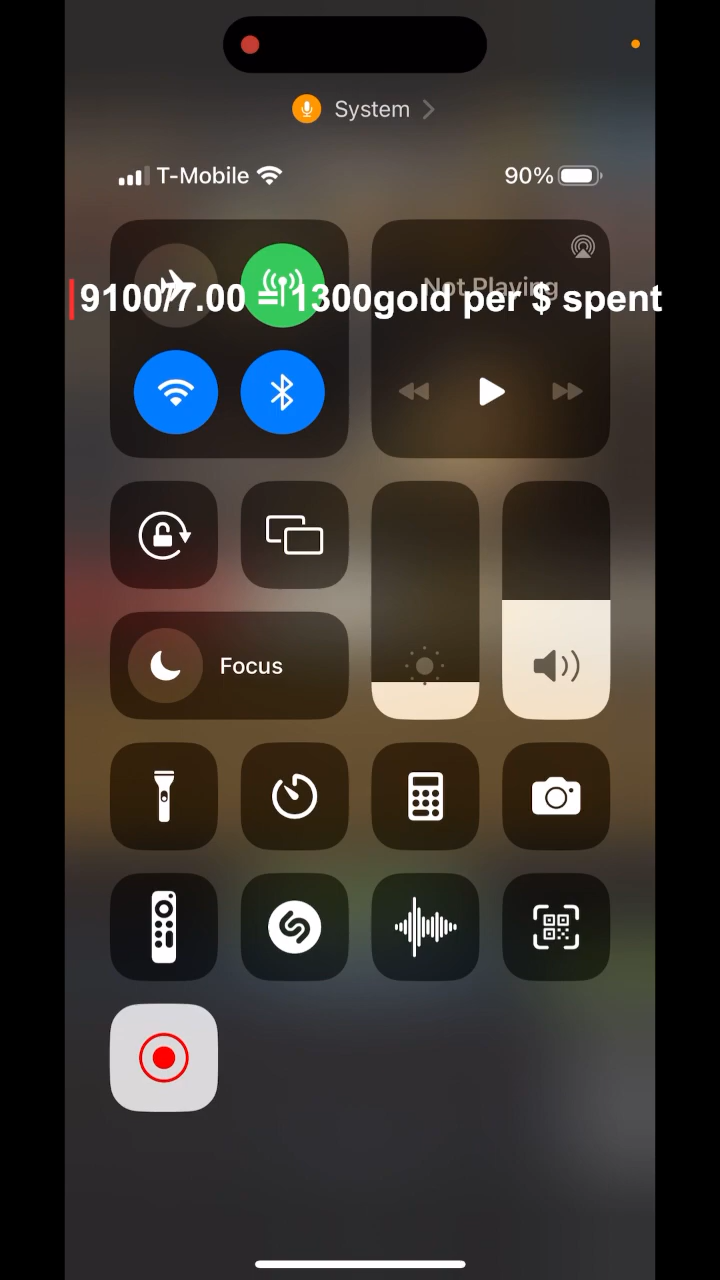 System
T-Mobile 90%
Not Playing
9100/7.00 = 1300gold per $ spent
Focus